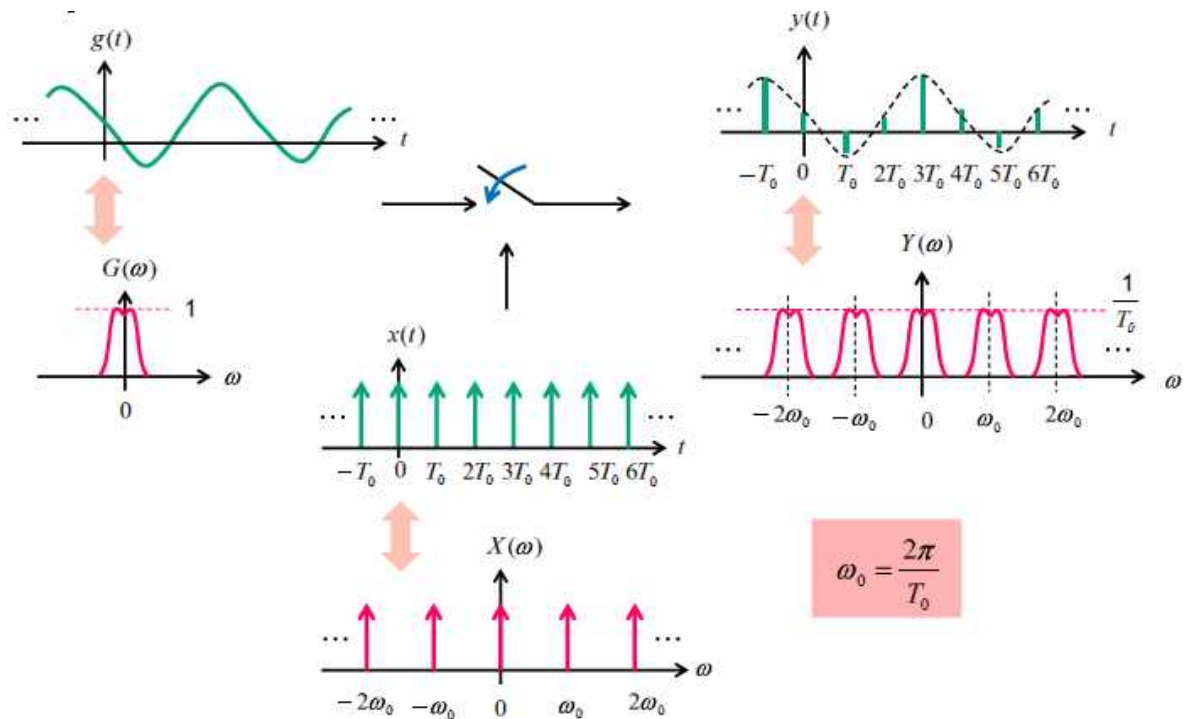 g(t)
... ...
t
G(ω)
1
ω
0
x(t)
... ...
t
−T₀ 0 T₀ 2T₀ 3T₀ 4T₀ 5T₀ 6T₀
X(ω)
... ...
ω
−2ω₀ −ω₀ 0 ω₀ 2ω₀
y(t)
... ...
t
−T₀ 0 T₀ 2T₀ 3T₀ 4T₀ 5T₀ 6T₀
Y(ω)
1/T₀
... ...
ω
−2ω₀ −ω₀ 0 ω₀ 2ω₀
ω₀ = 2π/T₀